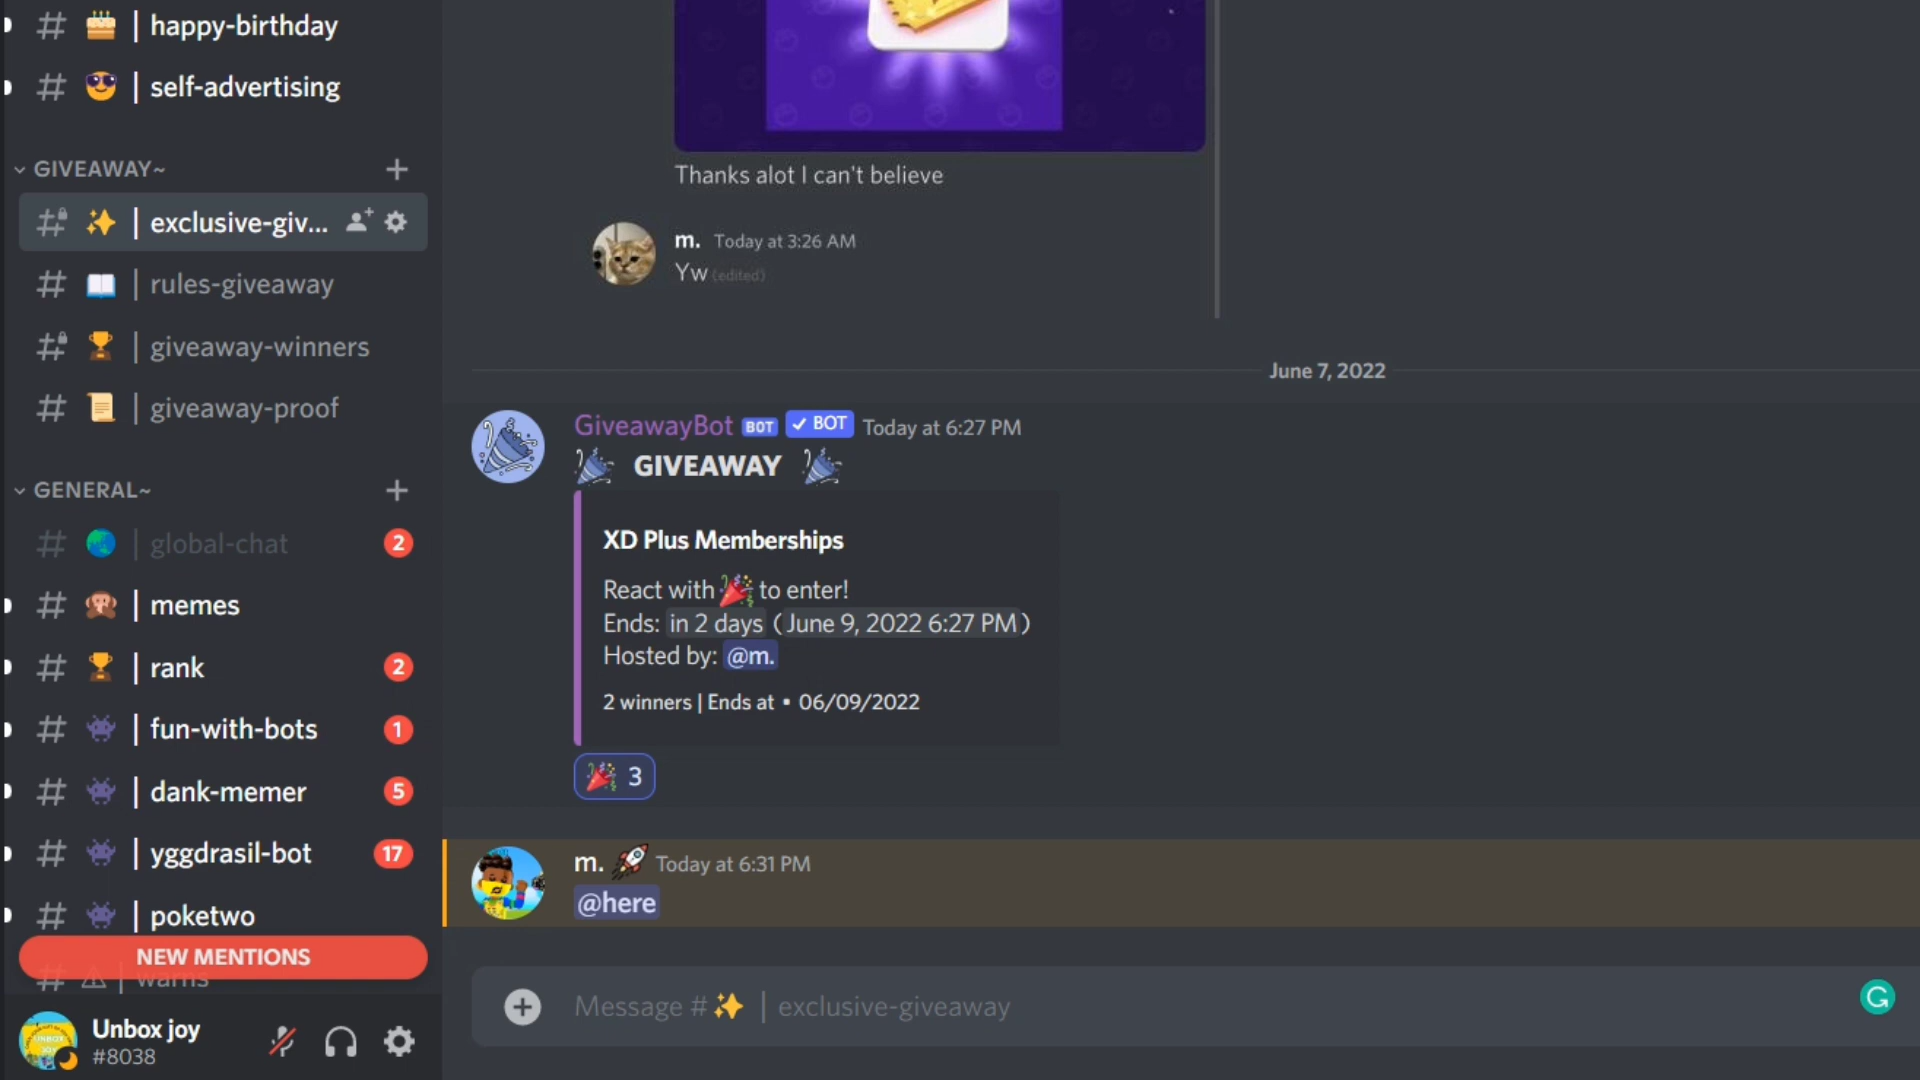 happy-birthday
self-advertising
GIVEAWAY~
exclusive-giv...
rules-giveaway
giveaway-winners
giveaway-proof
GENERAL~
global-chat 2
memes
rank 2
fun-with-bots 1
dank-memer 5
yggdrasil-bot 17
poketwo
NEW MENTIONS
warns
Unbox joy
#8038
Thanks alot I can't believe
m. Today at 3:26 AM
Yw (edited)
June 7, 2022
GiveawayBot BOT ✓ BOT Today at 6:27 PM
🎉 GIVEAWAY 🎉
XD Plus Memberships
React with 🎉 to enter!
Ends: in 2 days (June 9, 2022 6:27 PM)
Hosted by: @m.
2 winners | Ends at • 06/09/2022
🎉 3
m. 🚀 Today at 6:31 PM
@here
Message #✨ | exclusive-giveaway